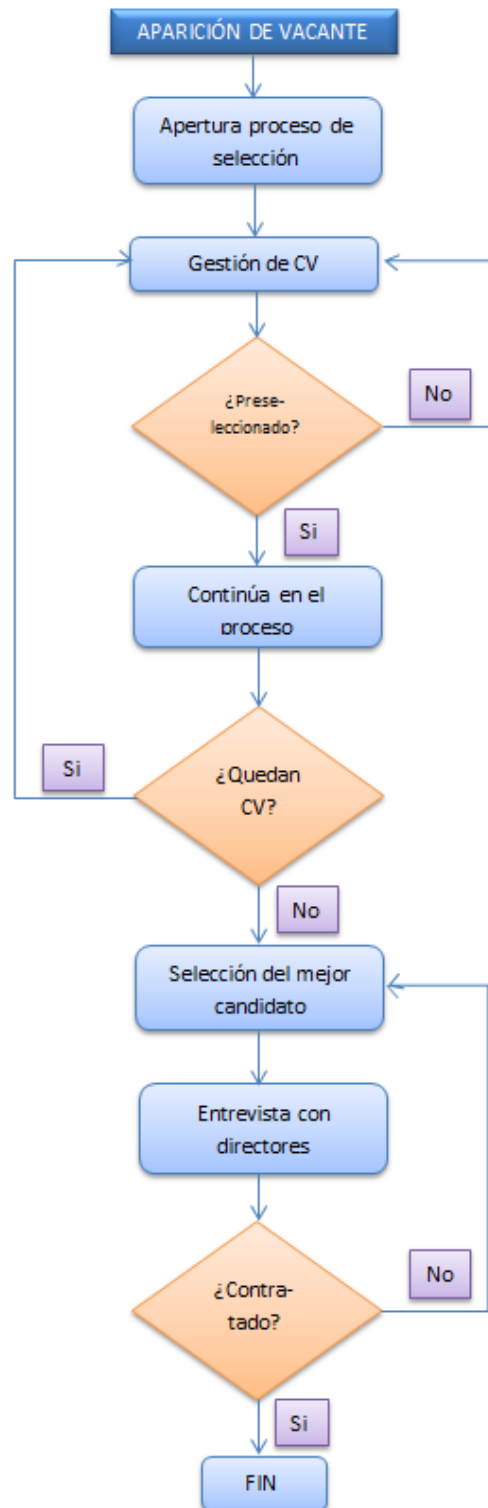 APARICIÓN DE VACANTE
Apertura proceso de
selección
Gestión de CV
¿Prese-
leccionado?
No
Si
Continúa en el
proceso
¿Quedan
CV?
Si
No
Selección del mejor
candidato
Entrevista con
directores
¿Contra-
tado?
No
Si
FIN